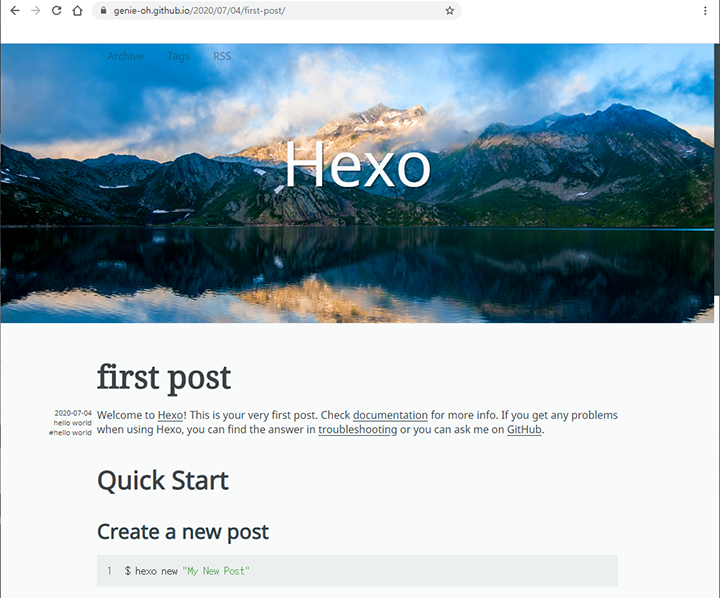 genie-oh.github.io/2020/07/04/first-post/
Archive Tags RSS
Hexo
first post
2020-07-04
hello world
#hello world
Welcome to Hexo! This is your very first post. Check documentation for more info. If you get any problems
when using Hexo, you can find the answer in troubleshooting or you can ask me on GitHub.
Quick Start
Create a new post
1 $ hexo new "My New Post"